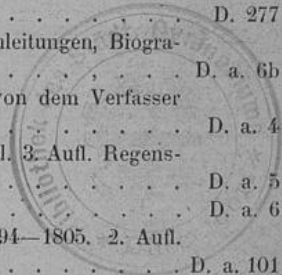 . . . . . . . D. 277
nleitungen, Biogra-
. . . . . . . D. a. 6b
von dem Verfasser
. . . . . . . D. a. 4
l. 3. Aufl. Regens-
. . . . . . . D. a. 5
. . . . . . . D. a. 6
94—1805. 2. Aufl.
. . . . . . . D. a. 101